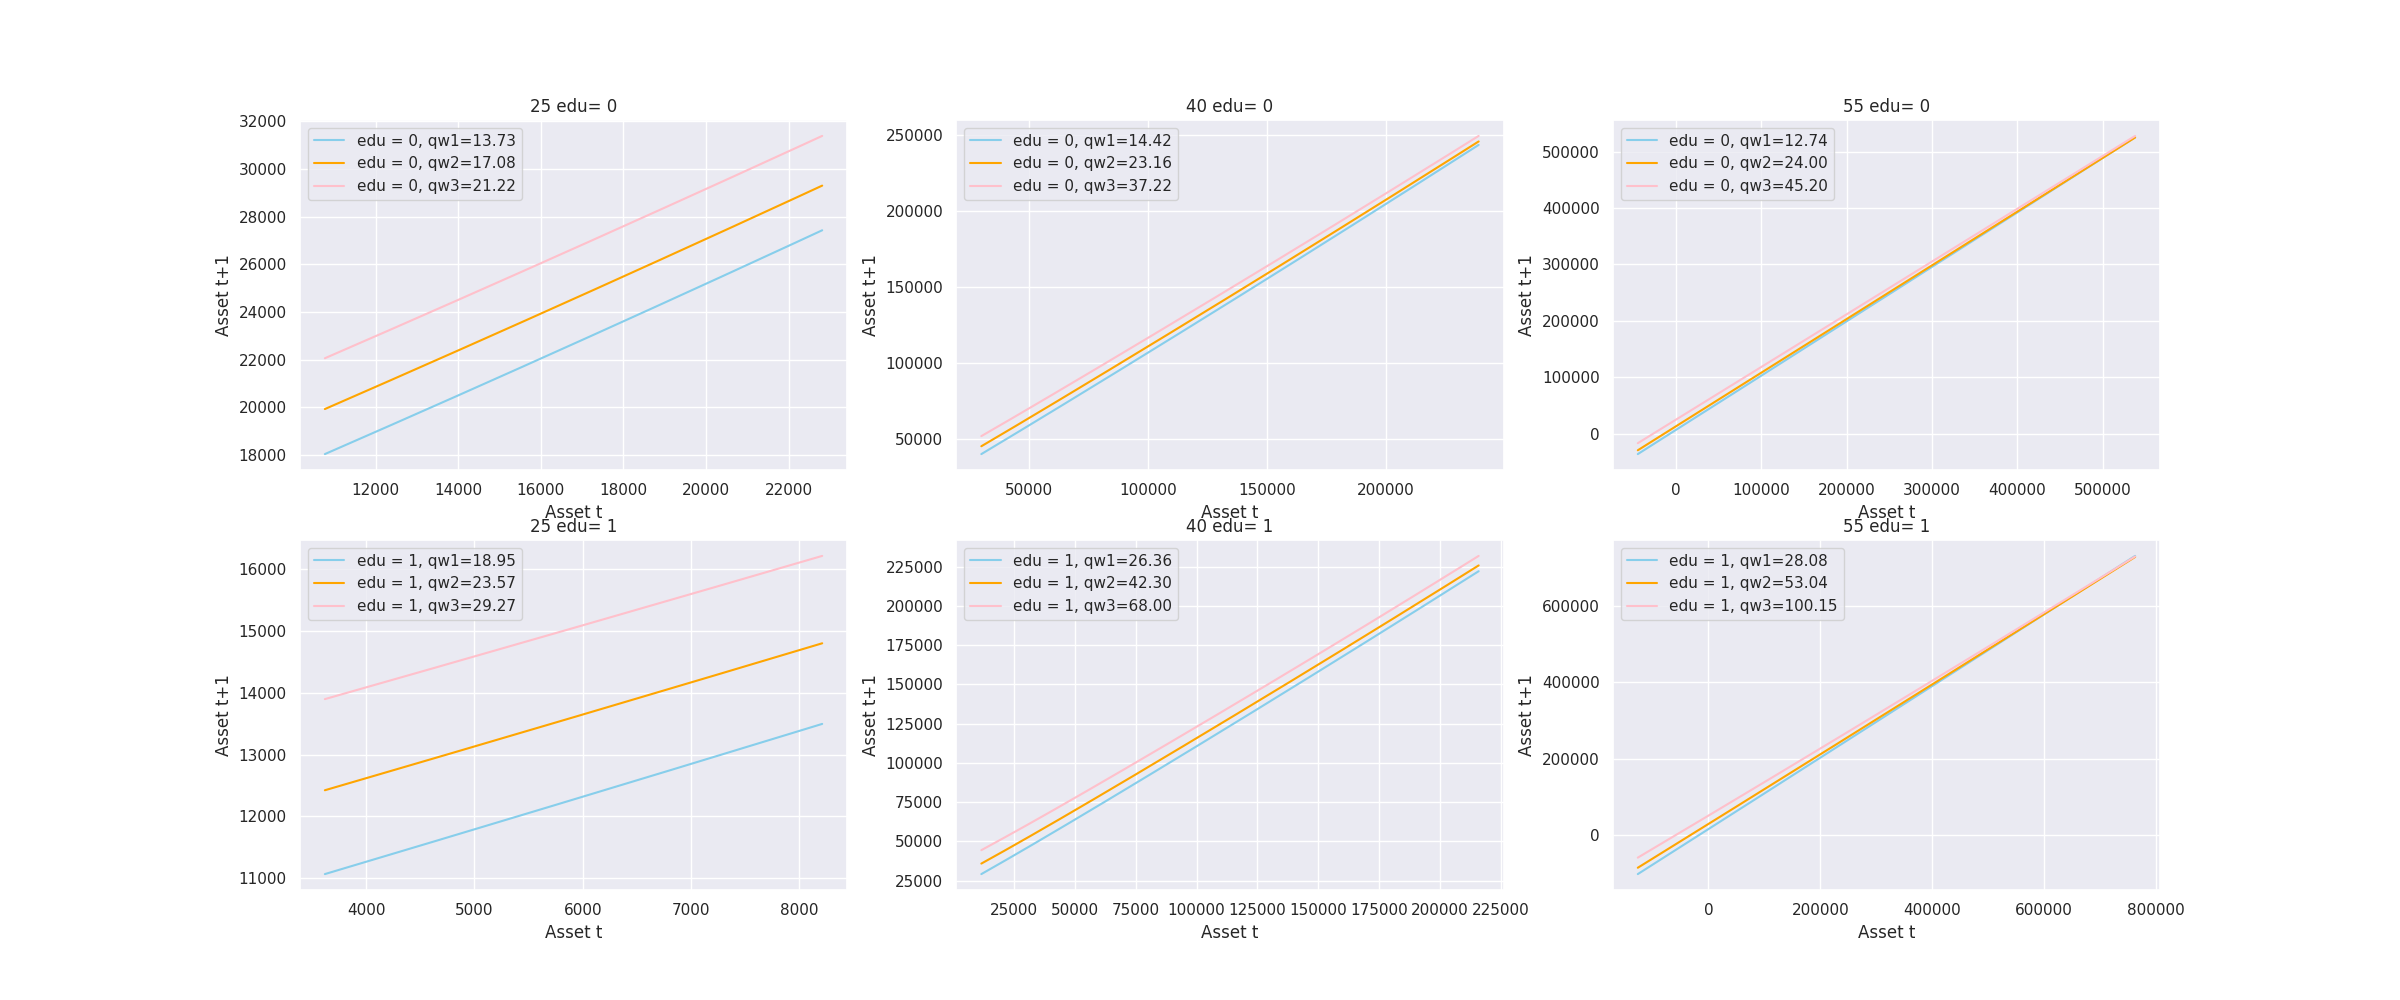 25 edu= 0
edu = 0, qw1=13.73
edu = 0, qw2=17.08
edu = 0, qw3=21.22
32000
30000
28000
26000
24000
22000
20000
18000
Asset t+1
12000 14000 16000 18000 20000 22000
Asset t
40 edu= 0
edu = 0, qw1=14.42
edu = 0, qw2=23.16
edu = 0, qw3=37.22
250000
200000
150000
100000
50000
Asset t+1
50000 100000 150000 200000
Asset t
55 edu= 0
edu = 0, qw1=12.74
edu = 0, qw2=24.00
edu = 0, qw3=45.20
500000
400000
300000
200000
100000
0
Asset t+1
0 100000 200000 300000 400000 500000
Asset t
25 edu= 1
edu = 1, qw1=18.95
edu = 1, qw2=23.57
edu = 1, qw3=29.27
16000
15000
14000
13000
12000
11000
Asset t+1
4000 5000 6000 7000 8000
Asset t
40 edu= 1
edu = 1, qw1=26.36
edu = 1, qw2=42.30
edu = 1, qw3=68.00
225000
200000
175000
150000
125000
100000
75000
50000
25000
Asset t+1
25000 50000 75000 100000 125000 150000 175000 200000 225000
Asset t
55 edu= 1
edu = 1, qw1=28.08
edu = 1, qw2=53.04
edu = 1, qw3=100.15
600000
400000
200000
0
Asset t+1
0 200000 400000 600000 800000
Asset t